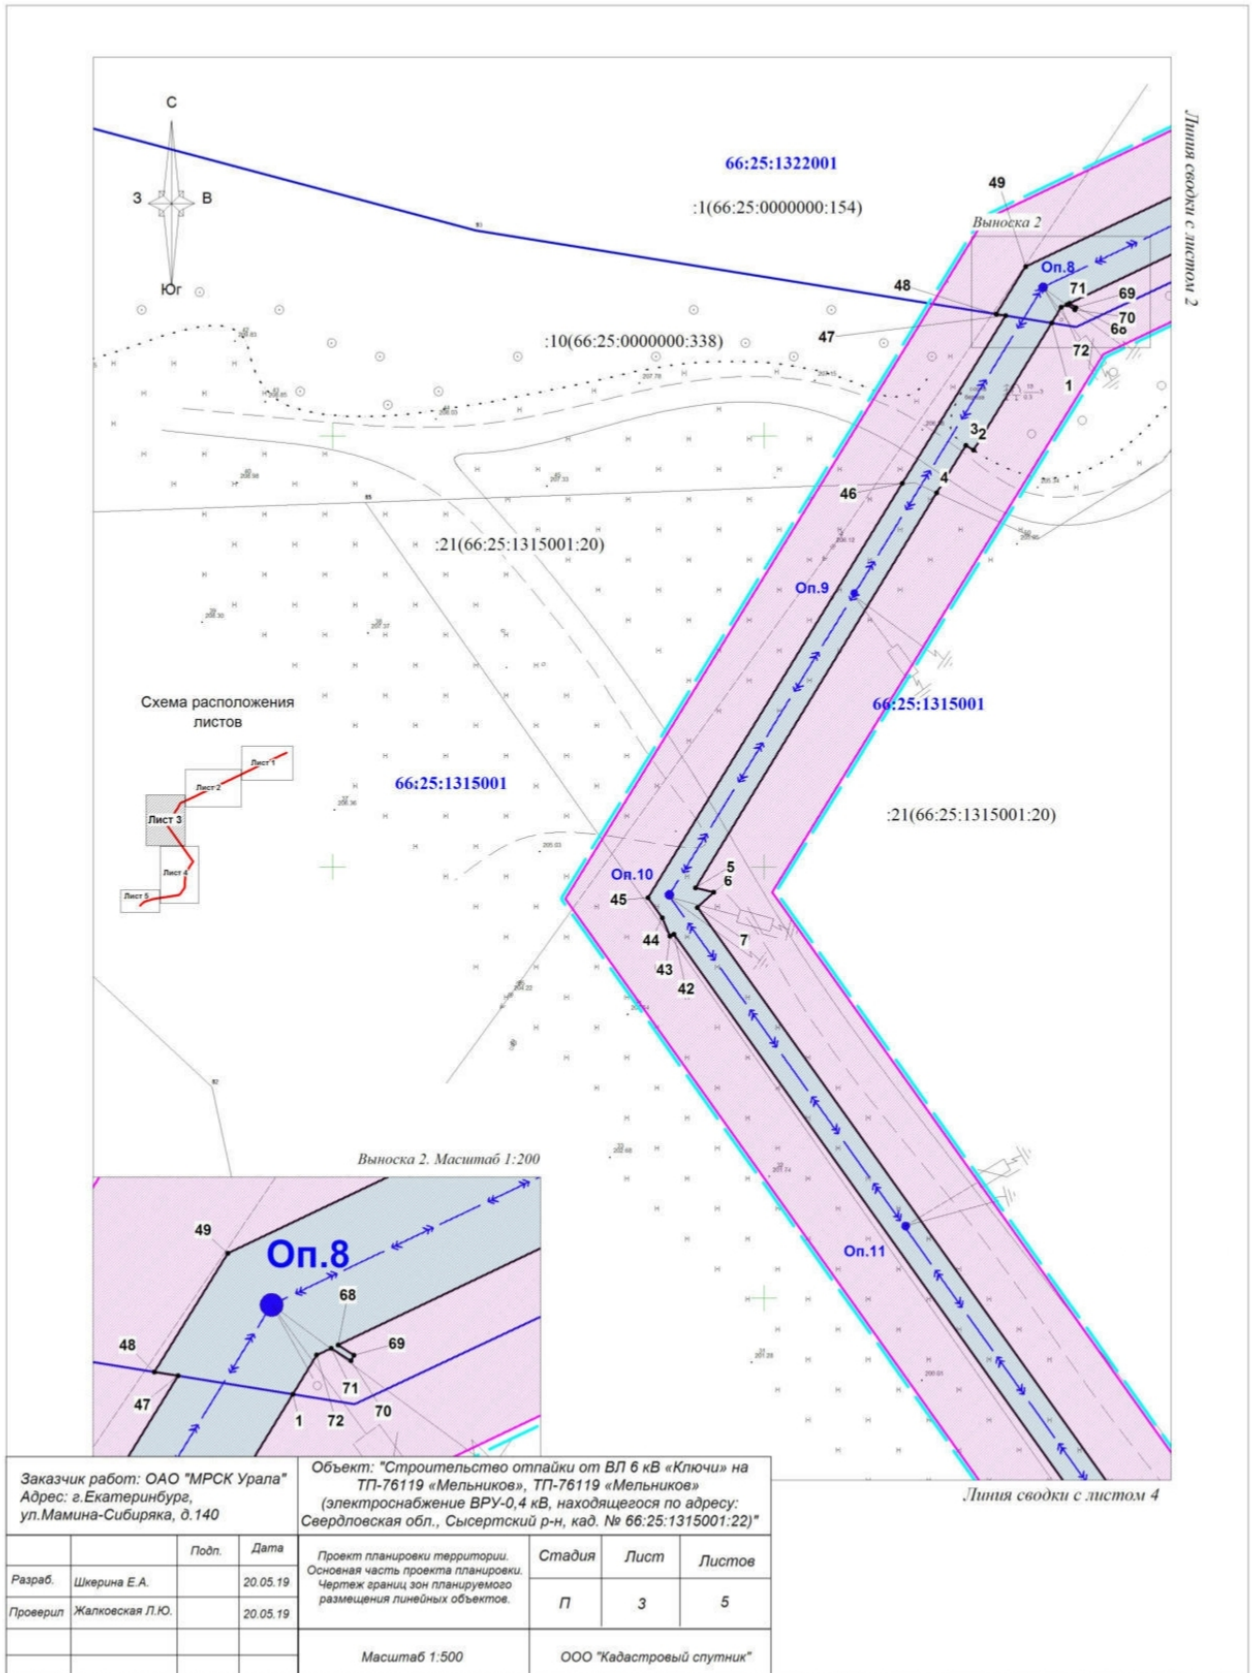 С
З
В
Юг
66:25:1322001
:1(66:25:0000000:154)
Линия сводки с листом 2
49
Выноска 2
Оп.8
48
47
71
69
70
68
72
1
:10(66:25:0000000:338)
3
2
4
46
:21(66:25:1315001:20)
Оп.9
66:25:1315001
Схема расположения
листов
Лист 1
Лист 2
Лист 3
Лист 4
Лист 5
66:25:1315001
:21(66:25:1315001:20)
5
6
Оп.10
45
44
43
42
7
Оп.11
Выноска 2. Масштаб 1:200
49
Оп.8
68
48
69
47
71
1
72
70
Линия сводки с листом 4
Заказчик работ: ОАО "МРСК Урала"
Адрес: г.Екатеринбург,
ул.Мамина-Сибиряка, д.140
Объект: "Строительство отпайки от ВЛ 6 кВ «Ключи» на
ТП-76119 «Мельников», ТП-76119 «Мельников»
(электроснабжение ВРУ-0,4 кВ, находящегося по адресу:
Свердловская обл., Сысертский р-н, кад. № 66:25:1315001:22)"
Подп.
Дата
Разраб.
Шкерина Е.А.
20.05.19
Проверил
Жалковская Л.Ю.
20.05.19
Проект планировки территории.
Основная часть проекта планировки.
Чертеж границ зон планируемого
размещения линейных объектов.
Стадия
Лист
Листов
П
3
5
Масштаб 1:500
ООО "Кадастровый спутник"